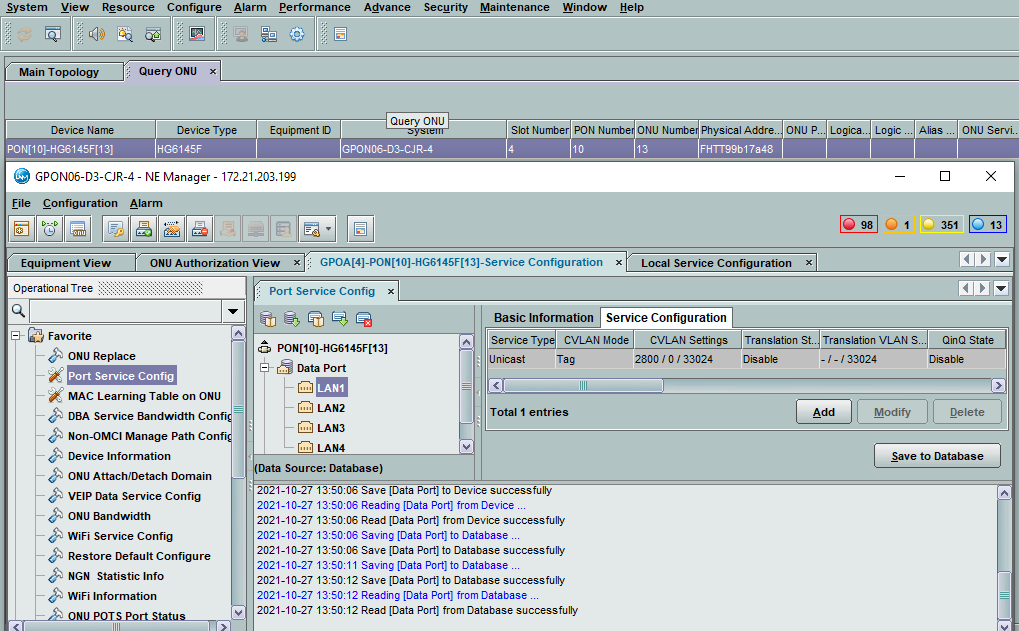 System View Resource Configure Alarm Performance Advance Security Maintenance Window Help
Main Topology Query ONU ×
Query ONU
Device Name Device Type Equipment ID System Slot Number PON Number ONU Number Physical Addre... ONU P... Logica... Logic ... Alias ... ONU Servi...
PON[10]-HG6145F[13] HG6145F GPON06-D3-CJR-4 4 10 13 FHTT99b17a48
GPON06-D3-CJR-4 - NE Manager - 172.21.203.199
File Configuration Alarm
98 1 351 13
Equipment View ONU Authorization View × GPOA[4]-PON[10]-HG6145F[13]-Service Configuration × Local Service Configuration ×
Operational Tree
Favorite
ONU Replace
Port Service Config
MAC Learning Table on ONU
DBA Service Bandwidth Config
Non-OMCI Manage Path Config
Device Information
ONU Attach/Detach Domain
VEIP Data Service Config
ONU Bandwidth
WiFi Service Config
Restore Default Configure
NGN Statistic Info
WiFi Information
ONU POTS Port Status
Port Service Config ×
PON[10]-HG6145F[13]
Data Port
LAN1
LAN2
LAN3
LAN4
(Data Source: Database)
Basic Information Service Configuration
Service Type CVLAN Mode CVLAN Settings Translation St... Translation VLAN S... QinQ State
Unicast Tag 2800 / 0 / 33024 Disable - / - / 33024 Disable
Total 1 entries Add Modify Delete
Save to Database
2021-10-27 13:50:06 Save [Data Port] to Device successfully
2021-10-27 13:50:06 Reading [Data Port] from Device ...
2021-10-27 13:50:06 Read [Data Port] from Device successfully
2021-10-27 13:50:06 Saving [Data Port] to Database ...
2021-10-27 13:50:06 Save [Data Port] to Database successfully
2021-10-27 13:50:11 Saving [Data Port] to Database ...
2021-10-27 13:50:12 Save [Data Port] to Database successfully
2021-10-27 13:50:12 Reading [Data Port] from Database ...
2021-10-27 13:50:12 Read [Data Port] from Database successfully